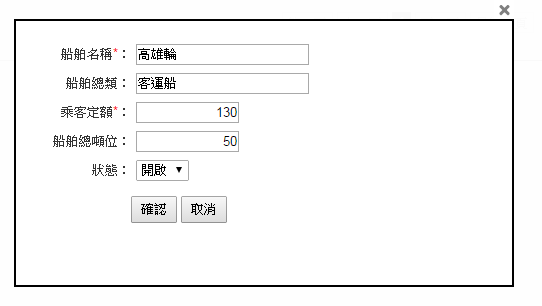 船舶名稱*： 高雄輪
船舶總類： 客運船
乘客定額*： 130
船舶總噸位： 50
狀態： 開啟 ▼
確認 取消